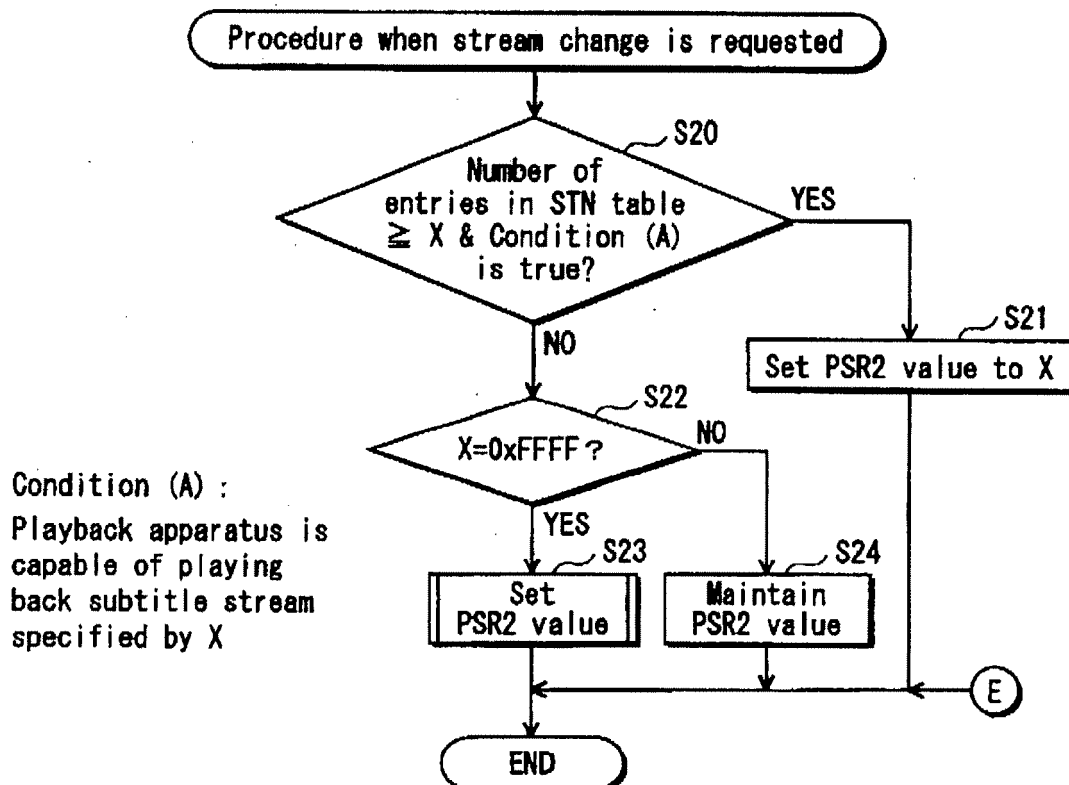 Procedure when stream change is requested
S20
Number of
entries in STN table
≧ X & Condition (A)
is true?
YES
NO
S21
Set PSR2 value to X
S22
X=0xFFFF?
NO
YES
Condition (A) :
Playback apparatus is
capable of playing
back subtitle stream
specified by X
S23
Set
PSR2 value
S24
Maintain
PSR2 value
E
END